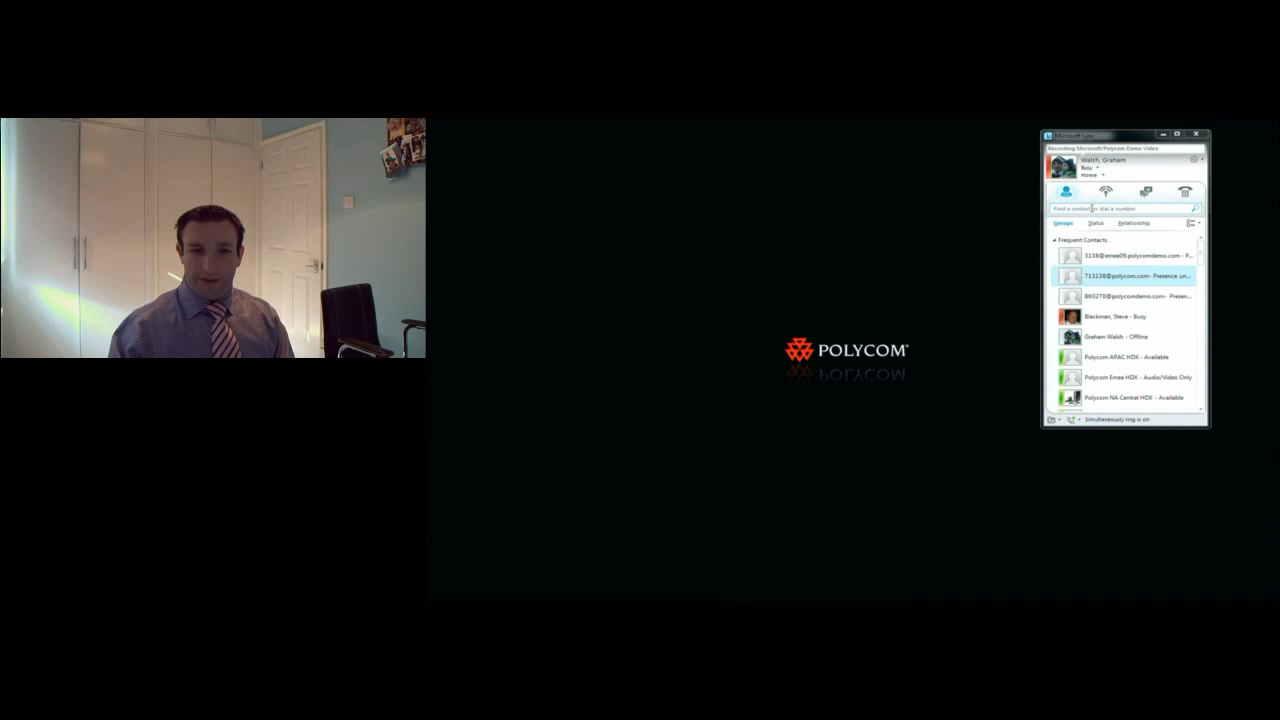 Microsoft Lync
Recording Microsoft/Polycom Demo Video
Walsh, Graham
Busy
Home
Find a contact or dial a number
Groups Status Relationship
Frequent Contacts
3138@emea09.polycomdemo.com - P...
713138@polycom.com- Presence un...
860270@polycomdemo.com- Presen...
Blackman, Steve - Busy
Graham Walsh - Offline
Polycom APAC HDX - Available
Polycom Emea HDX - Audio/Video Only
Polycom NA Central HDX - Available
Simultaneously ring is on
POLYCOM®